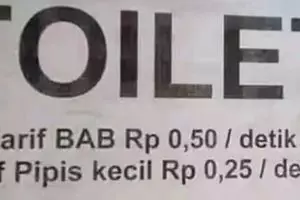 TOILET
arif BAB Rp 0,50 / detik
f Pipis kecil Rp 0,25 / de